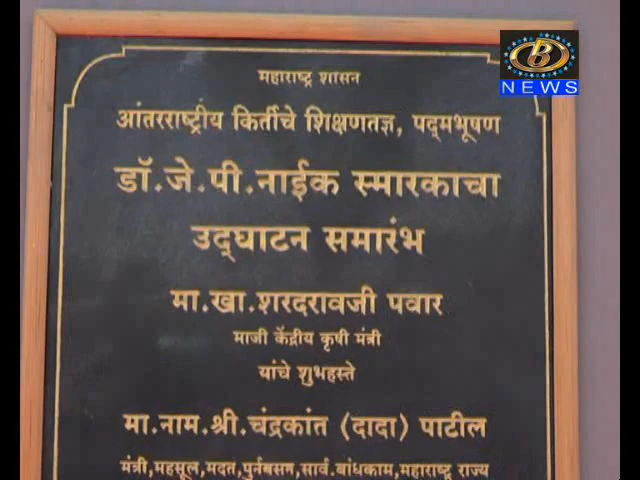 B
NEWS
महाराष्ट्र शासन
आंतरराष्ट्रीय किर्तीचे शिक्षणतज्ञ, पद्‌मभूषण
डॉ.जे.पी.नाईक स्मारकाचा
उद्‌घाटन समारंभ
मा.खा.शरदरावजी पवार
माजी केंद्रीय कृषी मंत्री
यांचे शुभहस्ते
मा.नाम.श्री.चंद्रकांत (दादा) पाटील
मंत्री,महसूल,मदत,पुर्नबसन,सार्व.बांधकाम,महाराष्ट्र राज्य